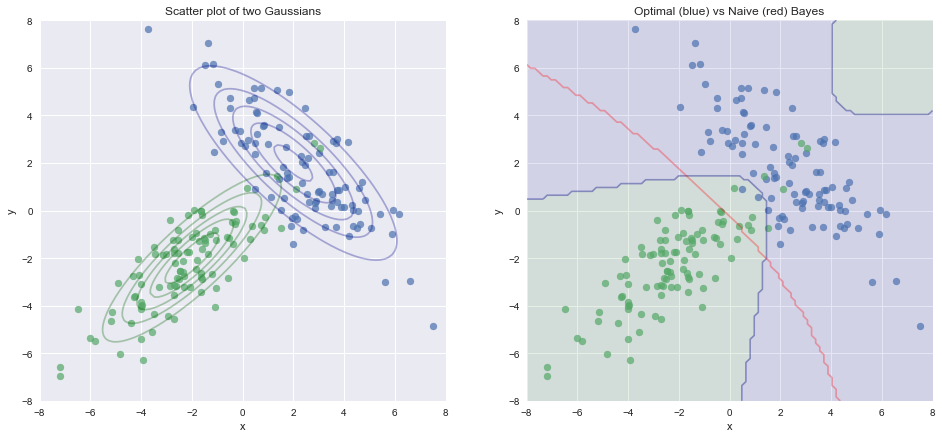 Scatter plot of two Gaussians
8
6
4
2
0
−2
−4
−6
−8
y
−8 −6 −4 −2 0 2 4 6 8
x
Optimal (blue) vs Naive (red) Bayes
8
6
4
2
0
−2
−4
−6
−8
y
−8 −6 −4 −2 0 2 4 6 8
x